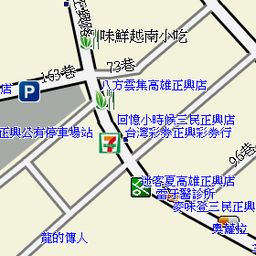 味鮮越南小吃
73巷
163巷
店
八方雲集高雄正興店
P
回憶小時候三民正興店
正興公有停車場站
台灣彩券正興彩券行
7
96巷
迷客夏高雄正興店
雷牙醫診所
麥味登三民正興店
奧薩拉
龍的傳人